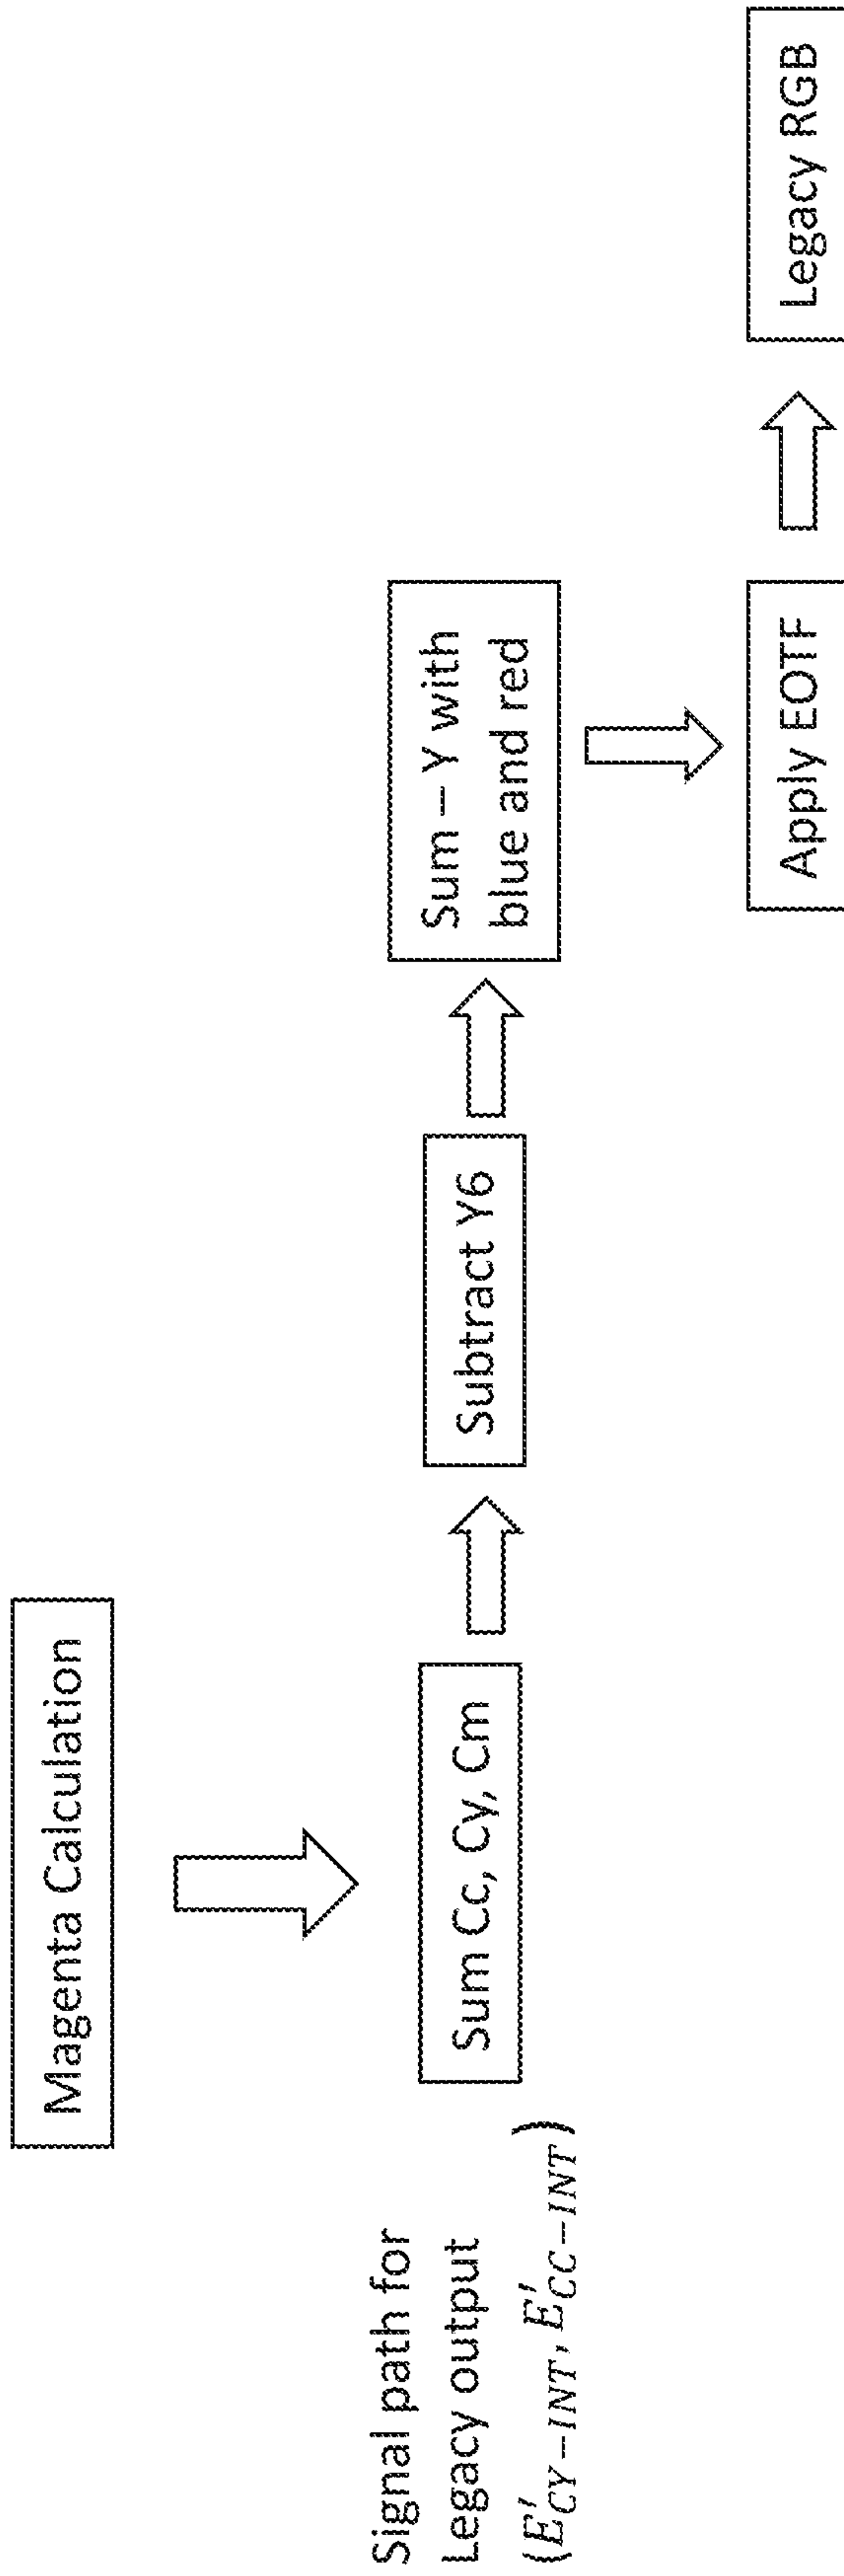 Magenta Calculation
Signal path for
Legacy output
(E'CY−INT, E'CC−INT)
Sum Cc, Cy, Cm
Subtract Y6
Sum – Y with
blue and red
Apply EOTF
Legacy RGB